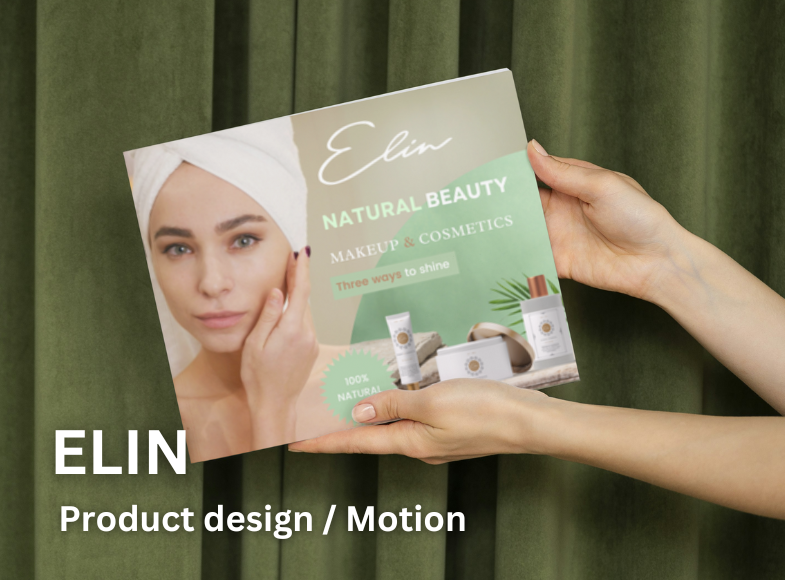 Elin
NATURAL BEAUTY
MAKEUP & COSMETICS
Three ways to shine
100%
NATURAL
ELIN
Product design / Motion